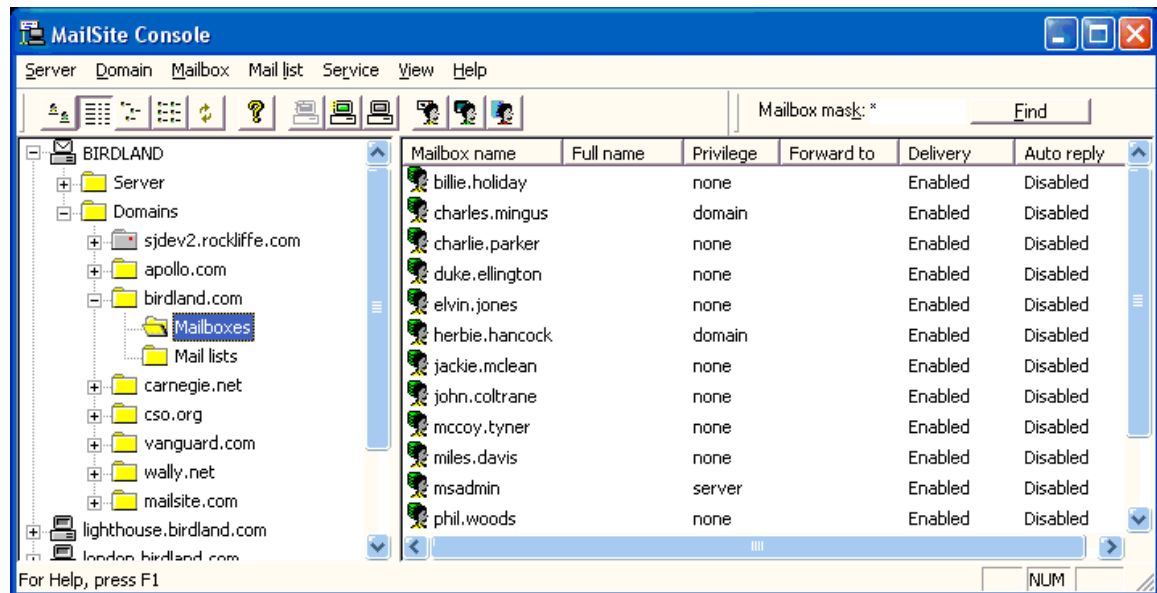 MailSite Console
Server Domain Mailbox Mail list Service View Help
Mailbox mask: * Find
BIRDLAND
Server
Domains
sjdev2.rockliffe.com
apollo.com
birdland.com
Mailboxes
Mail lists
carnegie.net
cso.org
vanguard.com
wally.net
mailsite.com
lighthouse.birdland.com
london.birdland.com
Mailbox name Full name Privilege Forward to Delivery Auto reply
billie.holiday none Enabled Disabled
charles.mingus domain Enabled Disabled
charlie.parker none Enabled Disabled
duke.ellington none Enabled Disabled
elvin.jones none Enabled Disabled
herbie.hancock domain Enabled Disabled
jackie.mclean none Enabled Disabled
john.coltrane none Enabled Disabled
mccoy.tyner none Enabled Disabled
miles.davis none Enabled Disabled
msadmin server Enabled Disabled
phil.woods none Enabled Disabled
For Help, press F1 NUM